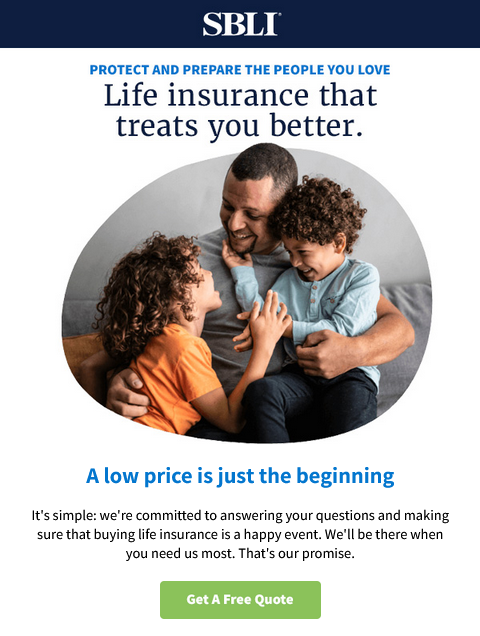 SBLI
PROTECT AND PREPARE THE PEOPLE YOU LOVE
Life insurance that
treats you better.
A low price is just the beginning
It's simple: we're committed to answering your questions and making
sure that buying life insurance is a happy event. We'll be there when
you need us most. That's our promise.
Get A Free Quote